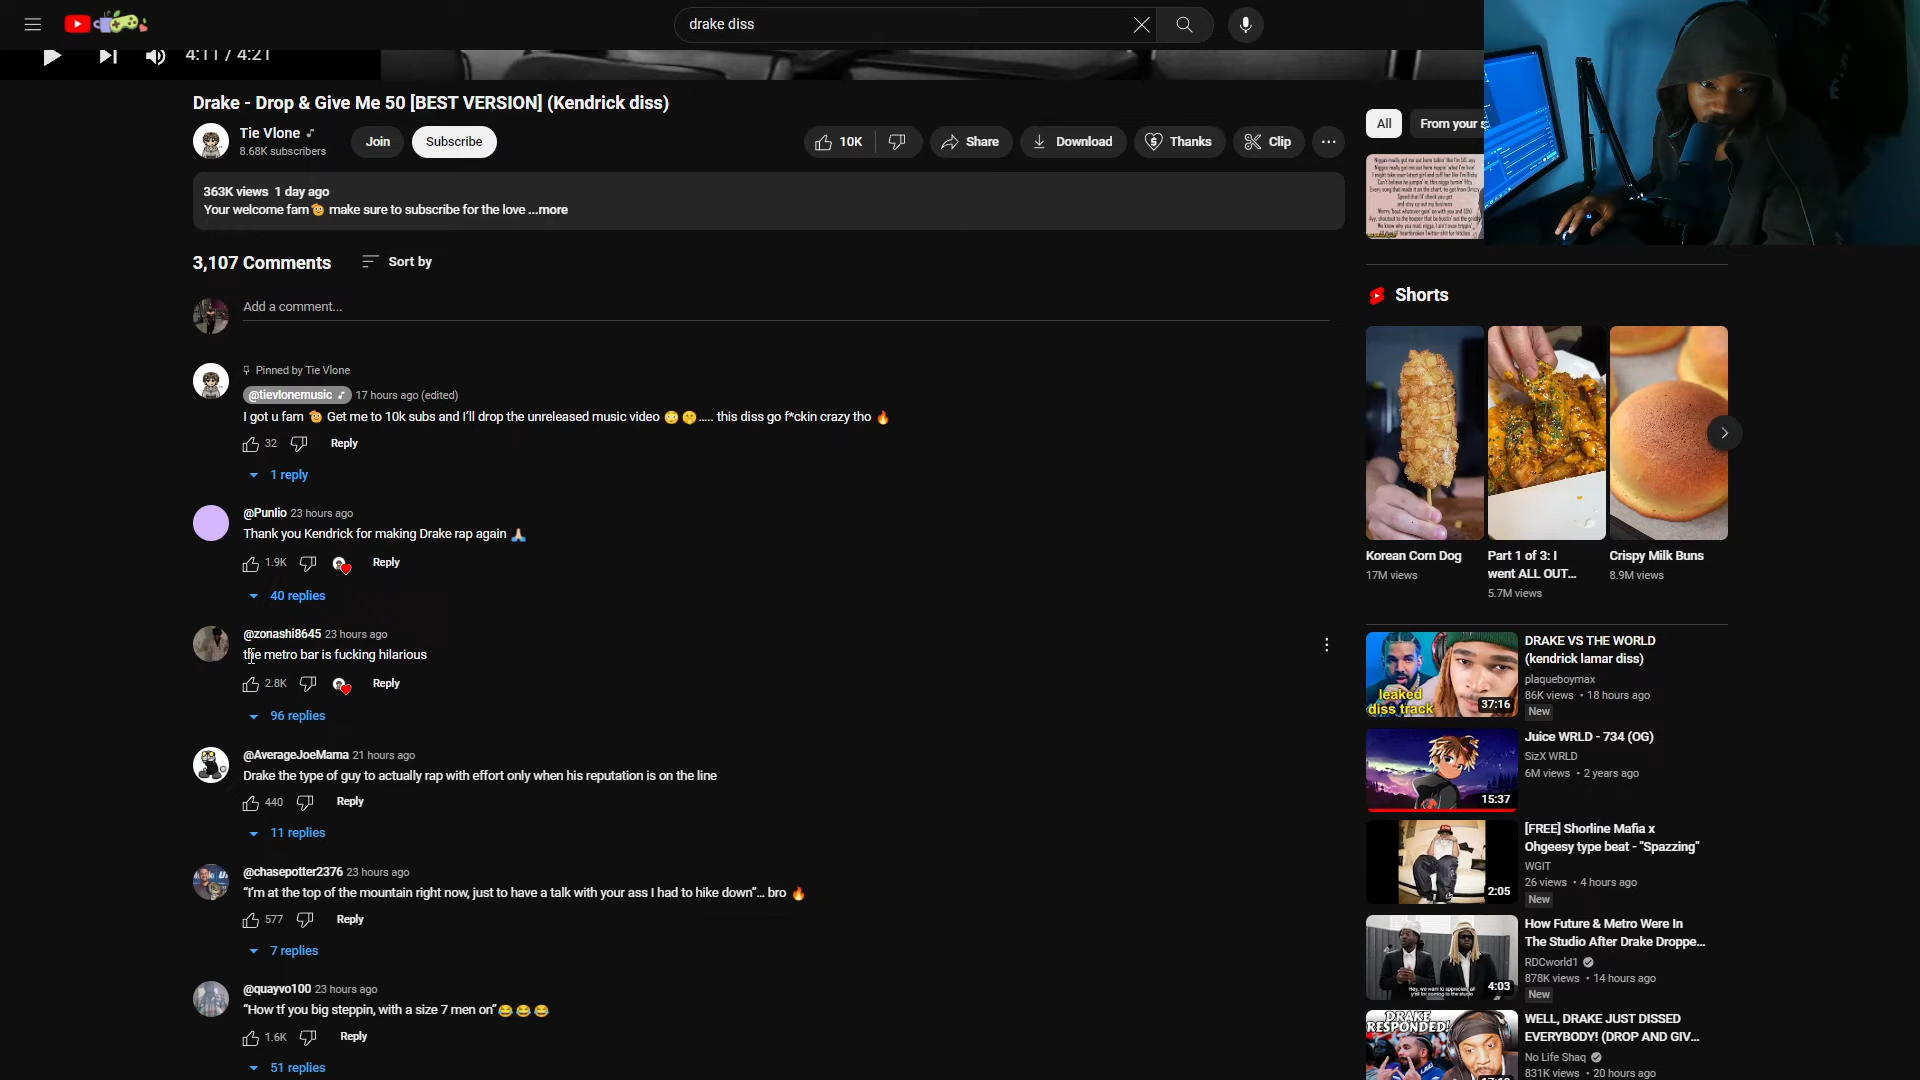 drake diss
4:11 / 4:21
Drake - Drop & Give Me 50 [BEST VERSION] (Kendrick diss)
Tie Vlone
8.68K subscribers
Join
Subscribe
10K
Share
Download
Thanks
Clip
363K views 1 day ago
Your welcome fam🫡 make sure to subscribe for the love ...more
3,107 Comments
Sort by
Add a comment...
Pinned by Tie Vlone
@tievlonemusic 17 hours ago (edited)
I got u fam 🫡 Get me to 10k subs and I'll drop the unreleased music video 😳 🤫 ..... this diss go f*ckin crazy tho 🔥
32
Reply
1 reply
@Punlio 23 hours ago
Thank you Kendrick for making Drake rap again 🙏🏼
1.9K
Reply
40 replies
@zonashi8645 23 hours ago
the metro bar is fucking hilarious
2.8K
Reply
96 replies
@AverageJoeMama 21 hours ago
Drake the type of guy to actually rap with effort only when his reputation is on the line
440
Reply
11 replies
@chasepotter2376 23 hours ago
“I'm at the top of the mountain right now, just to have a talk with your ass I had to hike down”... bro 🔥
577
Reply
7 replies
@quayvo100 23 hours ago
“How tf you big steppin, with a size 7 men on”😂 😂 😂
1.6K
Reply
51 replies
All
From your s
Shorts
Korean Corn Dog
17M views
Part 1 of 3: I
went ALL OUT...
5.7M views
Crispy Milk Buns
8.9M views
leaked
diss track
37:16
DRAKE VS THE WORLD
(kendrick lamar diss)
plaqueboymax
86K views • 18 hours ago
New
15:37
Juice WRLD - 734 (OG)
SizX WRLD
6M views • 2 years ago
2:05
[FREE] Shorline Mafia x
Ohgeesy type beat - "Spazzing"
WGIT
26 views • 4 hours ago
New
4:03
How Future & Metro Were In
The Studio After Drake Droppe...
RDCworld1
878K views • 14 hours ago
New
DRAKE
RESPONDED!
WELL, DRAKE JUST DISSED
EVERYBODY! (DROP AND GIV...
No Life Shaq
831K views • 20 hours ago